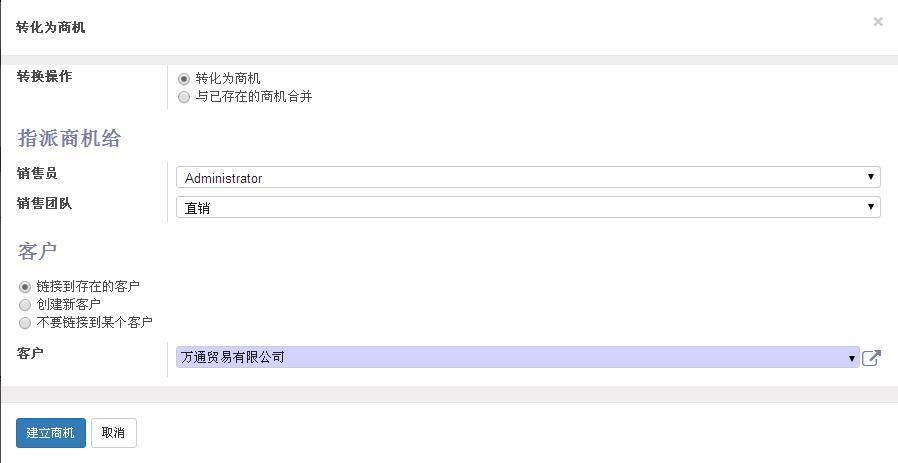 转化为商机
转换操作
转化为商机
与已存在的商机合并
指派商机给
销售员
Administrator
销售团队
直销
客户
链接到存在的客户
创建新客户
不要链接到某个客户
客户
万通贸易有限公司
建立商机
取消